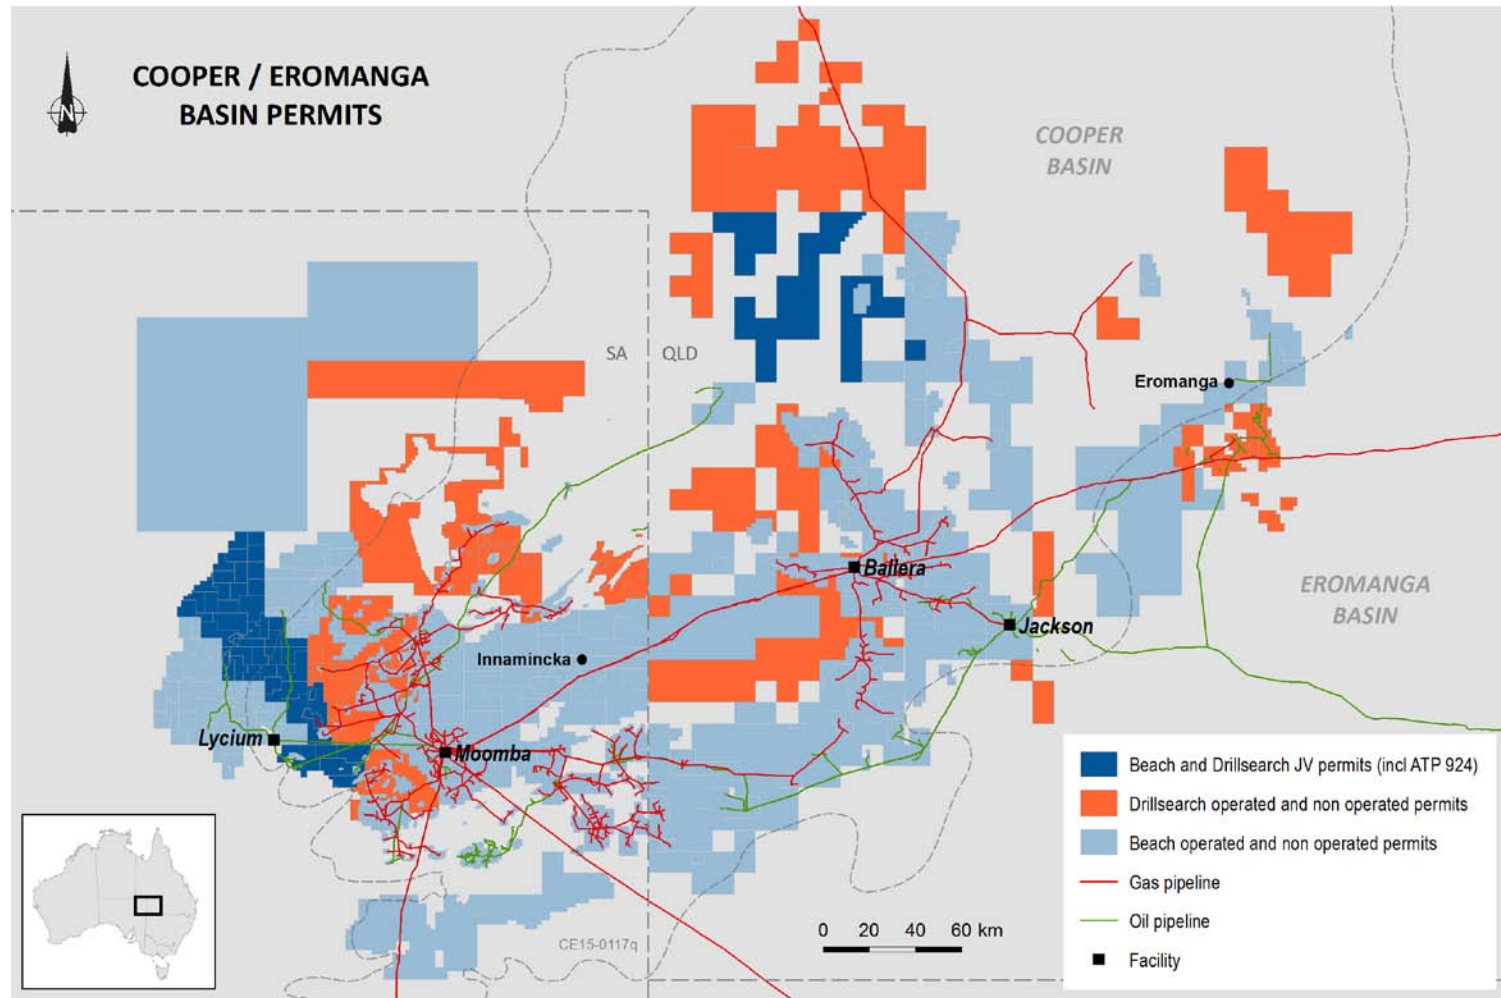 COOPER / EROMANGA
BASIN PERMITS
N
COOPER
BASIN
SA
QLD
Eromanga
Ballera
EROMANGA
BASIN
Jackson
Innamincka
Lycium
Moomba
Beach and Drillsearch JV permits (incl ATP 924)
Drillsearch operated and non operated permits
Beach operated and non operated permits
Gas pipeline
Oil pipeline
Facility
0 20 40 60 km
CE15-0117q